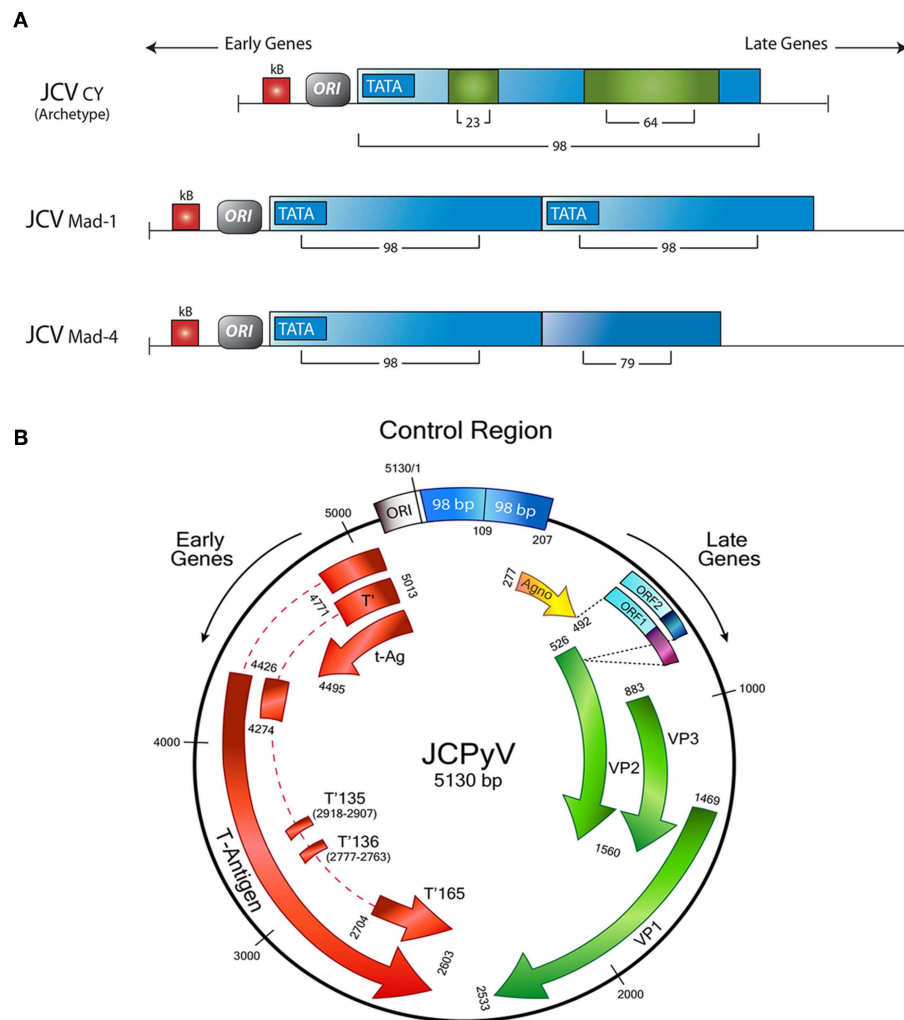 A
Early Genes
Late Genes
JCV CY
(Archetype)
kB
ORI
TATA
23
64
98
JCV Mad-1
kB
ORI
TATA
TATA
98
98
JCV Mad-4
kB
ORI
TATA
98
79
B
Control Region
5130/1
ORI
98 bp
98 bp
109
207
Early
Genes
Late
Genes
5000
5013
4771
T'
t-Ag
4495
4426
4274
4000
277
Agno
492
ORF2
ORF1
526
883
1000
JCPyV
5130 bp
VP2
VP3
1469
1560
T'135
(2918-2907)
T'136
(2777-2763)
T'165
2704
T-Antigen
3000
2603
2533
VP1
2000